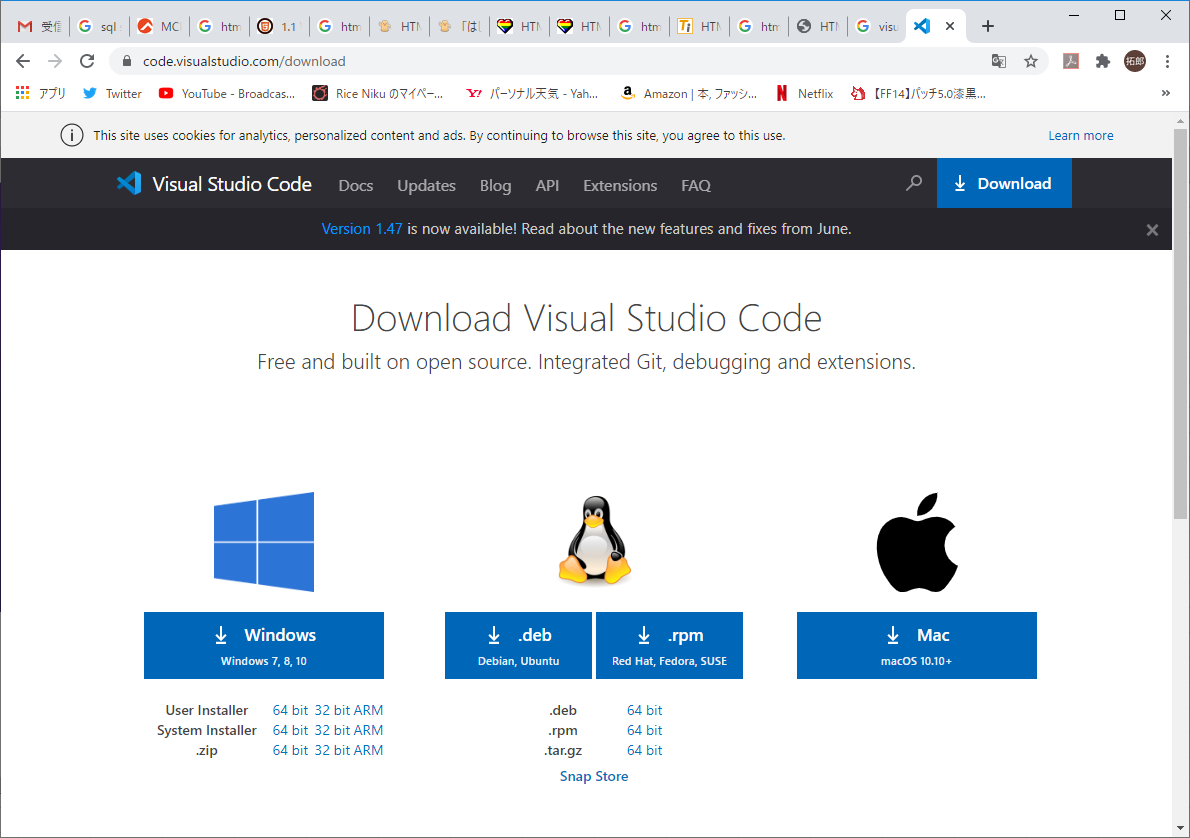 受信 sql MC htm 1.1 htm HTM 「はじ HTM HTM htm HTM htm HTM visu
code.visualstudio.com/download 拓郎
アプリ Twitter YouTube - Broadcas... Rice Niku のマイペー... パーソナル天気 - Yah... Amazon | 本, ファッシ... Netflix 【FF14】パッチ5.0漆黒... »
This site uses cookies for analytics, personalized content and ads. By continuing to browse this site, you agree to this use. Learn more
Visual Studio Code Docs Updates Blog API Extensions FAQ Download
Version 1.47 is now available! Read about the new features and fixes from June.
Download Visual Studio Code
Free and built on open source. Integrated Git, debugging and extensions.
Windows .deb .rpm Mac
Windows 7, 8, 10 Debian, Ubuntu Red Hat, Fedora, SUSE macOS 10.10+
User Installer 64 bit 32 bit ARM .deb 64 bit
System Installer 64 bit 32 bit ARM .rpm 64 bit
.zip 64 bit 32 bit ARM .tar.gz 64 bit
Snap Store